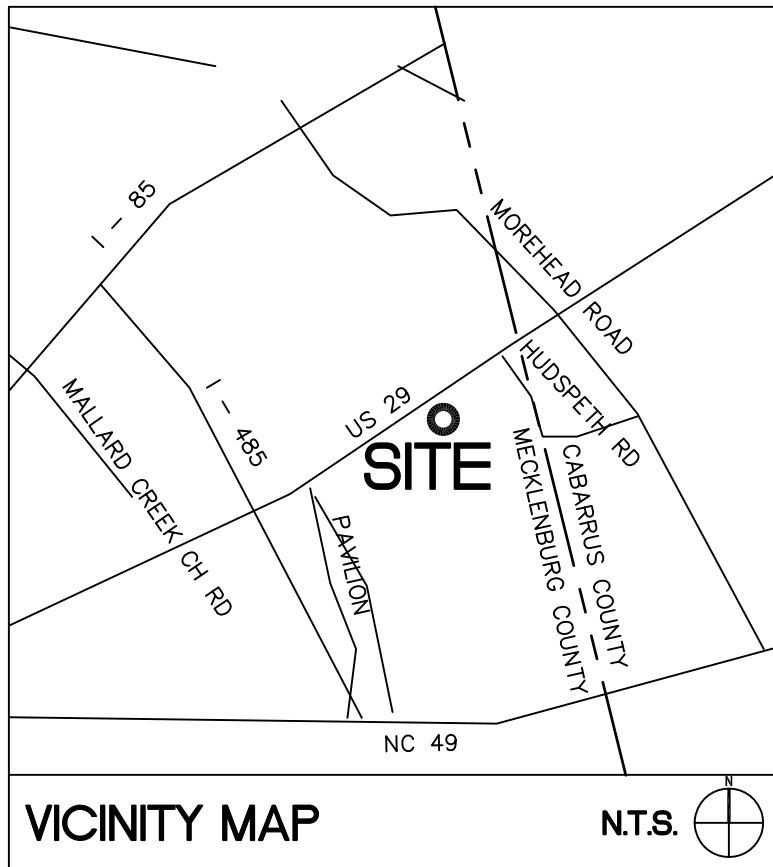 I - 85
MOREHEAD ROAD
HUDSPETH RD
MALLARD CREEK CH RD
I - 485
US 29
SITE
PAVILION
CABARRUS COUNTY
MECKLENBURG COUNTY
NC 49
VICINITY MAP
N.T.S.
N